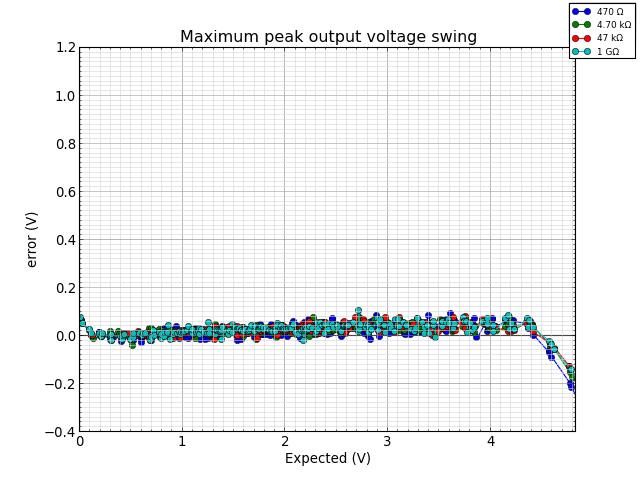 Maximum peak output voltage swing
470 Ω
4.70 kΩ
47 kΩ
1 GΩ
1.2
1.0
0.8
0.6
0.4
0.2
0.0
−0.2
−0.4
error (V)
0 1 2 3 4
Expected (V)